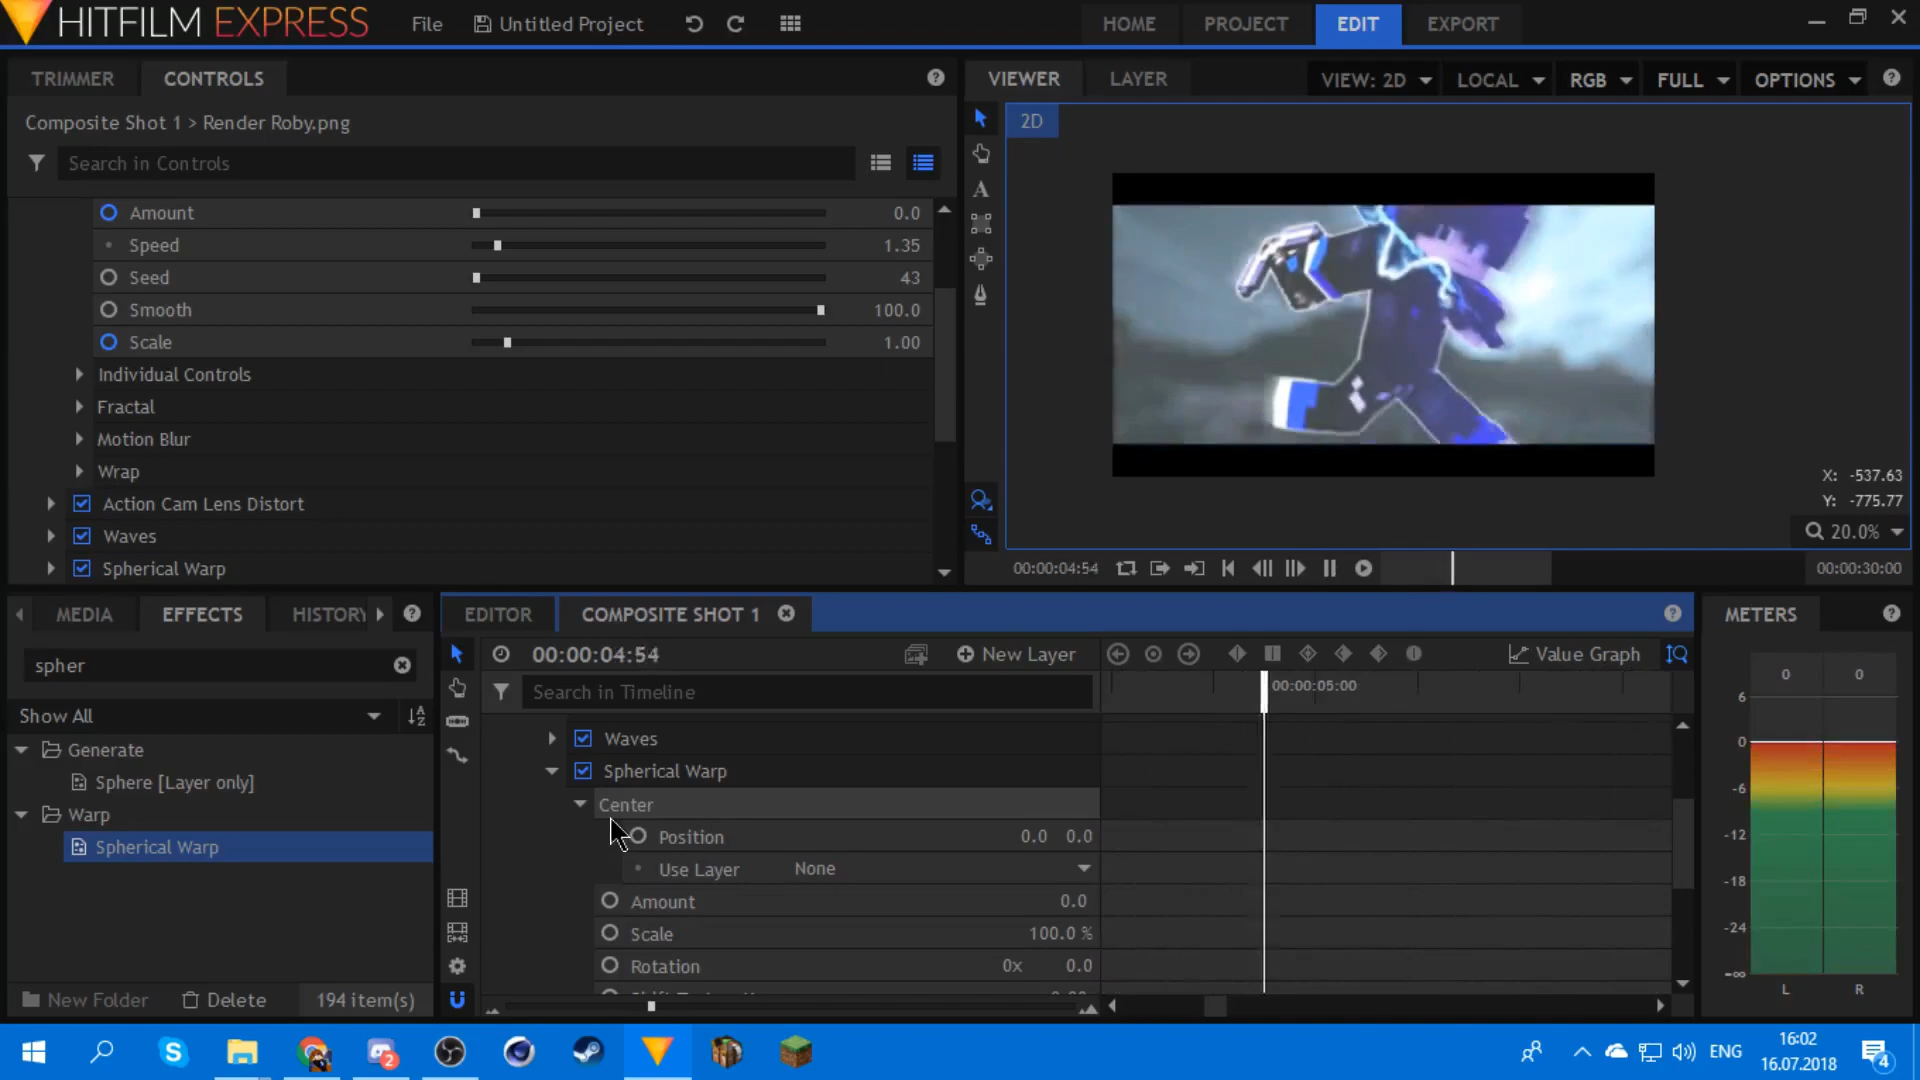 HITFILM EXPRESS
File
Untitled Project
HOME
PROJECT
EDIT
EXPORT
TRIMMER
CONTROLS
Composite Shot 1 > Render Roby.png
Search in Controls
Amount 0.0
Speed 1.35
Seed 43
Smooth 100.0
Scale 1.00
Individual Controls
Fractal
Motion Blur
Wrap
Action Cam Lens Distort
Waves
Spherical Warp
VIEWER
LAYER
VIEW: 2D
LOCAL
RGB
FULL
OPTIONS
2D
A
X: -537.63
Y: -775.77
20.0%
00:00:04:54
00:00:30:00
MEDIA
EFFECTS
HISTORY
spher
Show All
Generate
Sphere [Layer only]
Warp
Spherical Warp
New Folder
Delete
194 item(s)
EDITOR
COMPOSITE SHOT 1
00:00:04:54
New Layer
Value Graph
Search in Timeline
00:00:05:00
Waves
Spherical Warp
Center
Position 0.0 0.0
Use Layer None
Amount 0.0
Scale 100.0 %
Rotation 0x 0.0
METERS
0 0
6
0
-6
-12
-18
-24
-∞
L R
2
ENG
16:02
16.07.2018
4